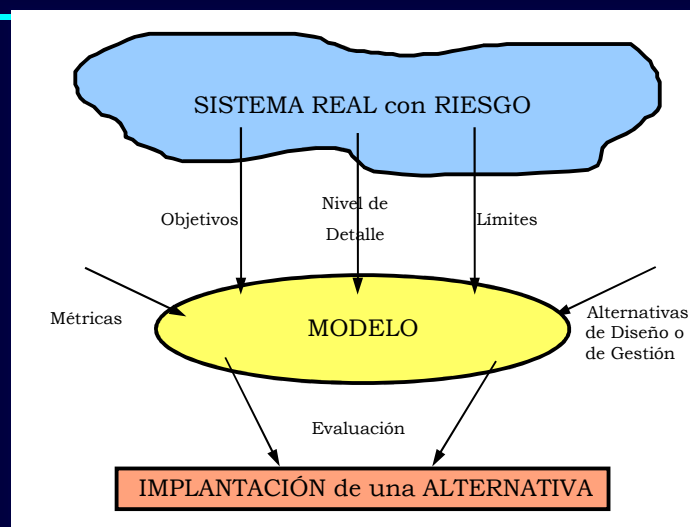 SISTEMA REAL con RIESGO
Objetivos
Nivel de
Detalle
Límites
Métricas
MODELO
Alternativas
de Diseño o
de Gestión
Evaluación
IMPLANTACIÓN de una ALTERNATIVA